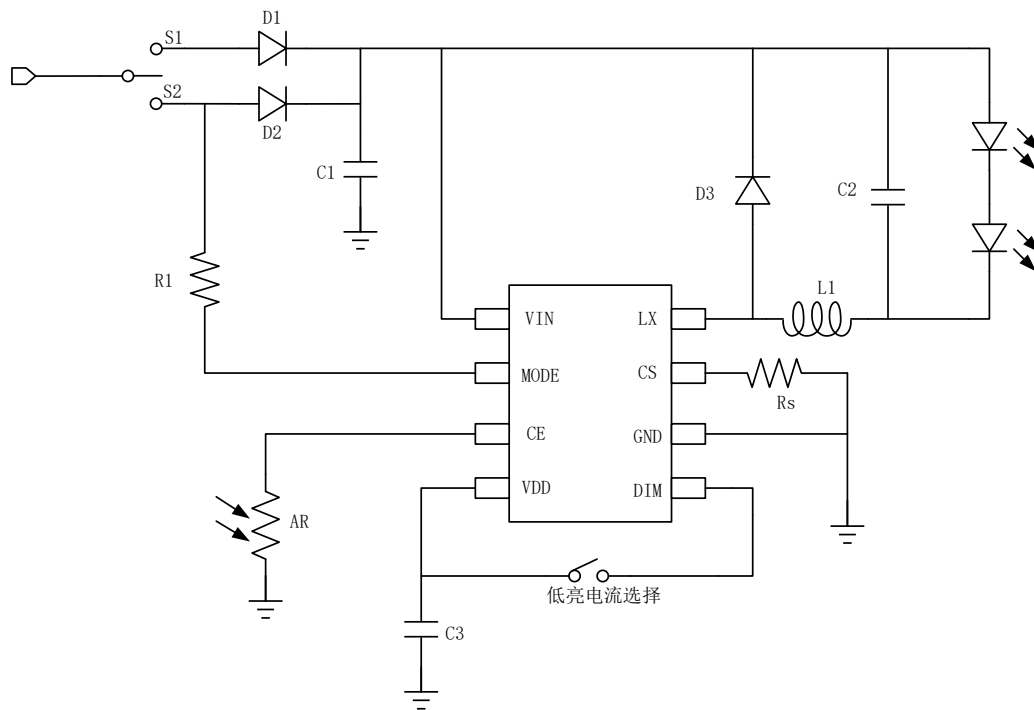 D1
S1
S2
D2
C1
D3
C2
R1
L1
VIN
LX
MODE
CS
Rs
CE
GND
VDD
DIM
AR
低亮电流选择
C3